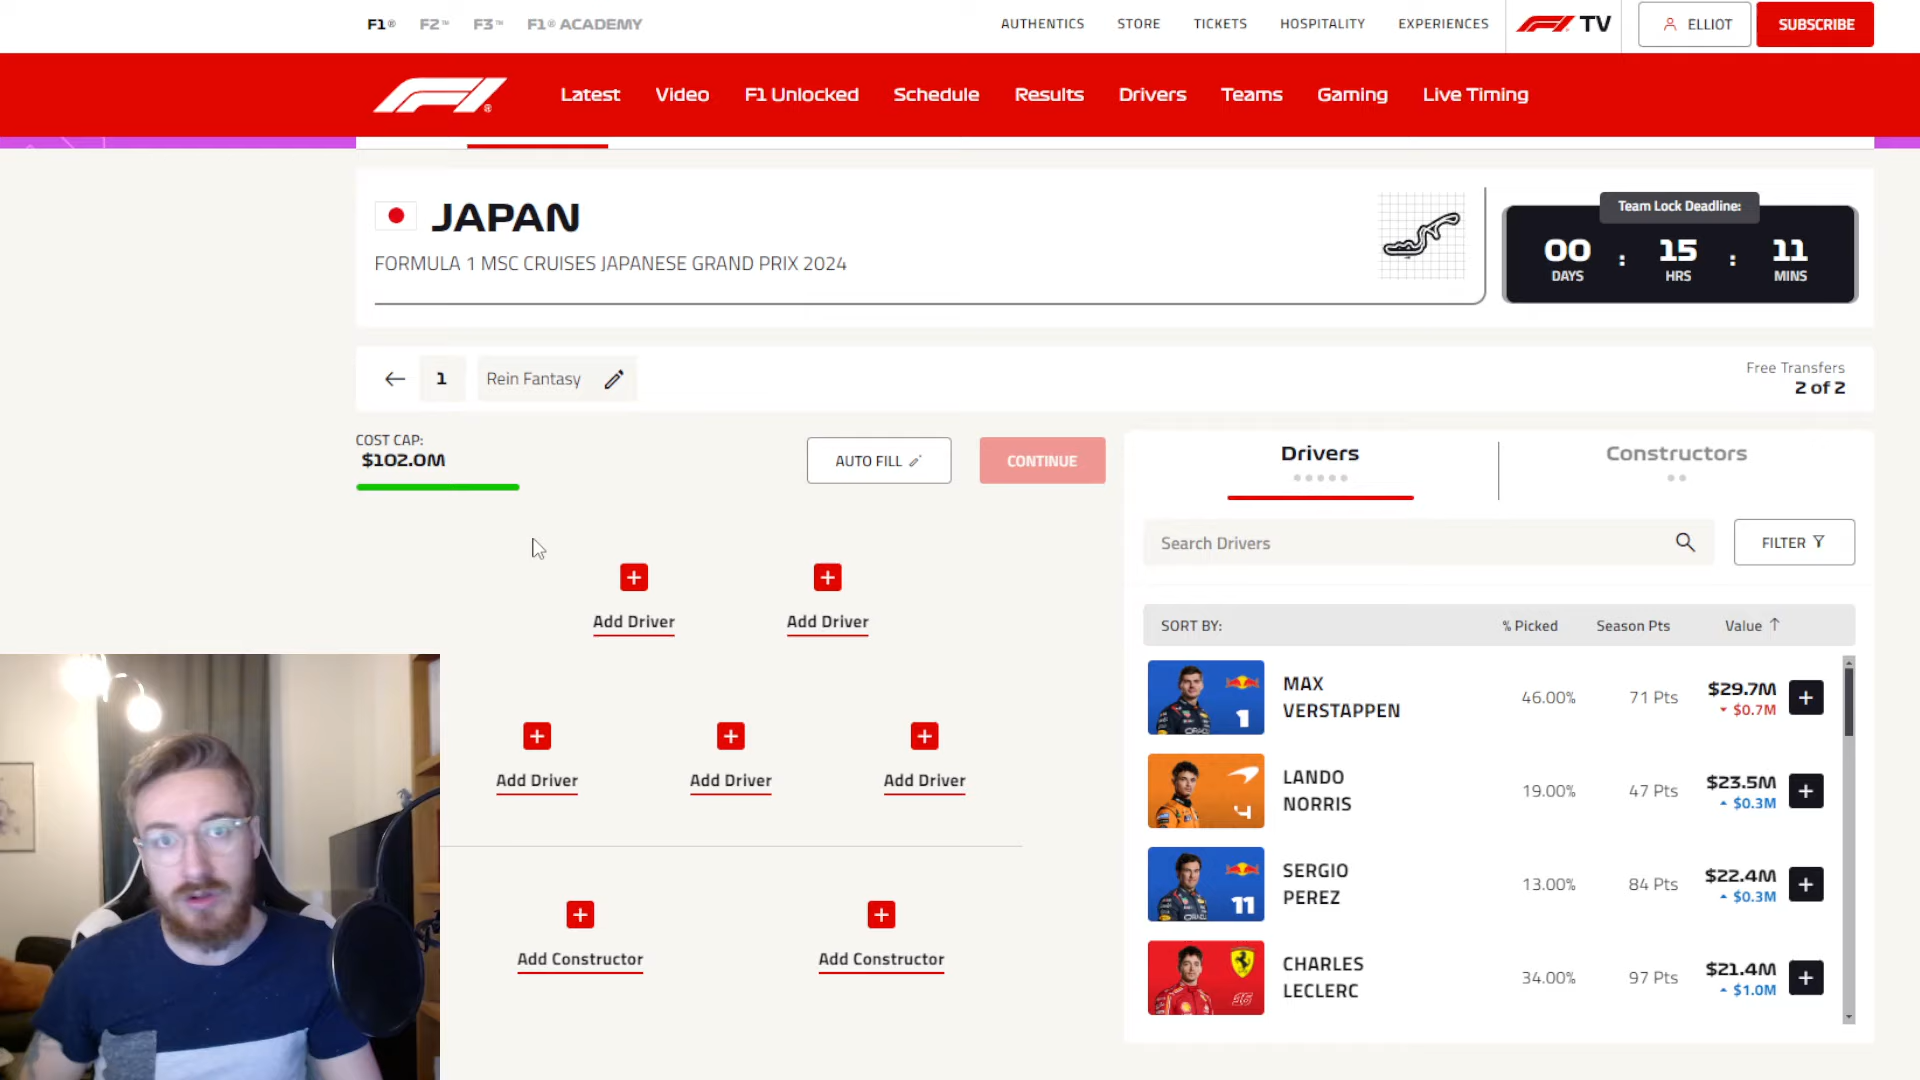 F1® F2™ F3™ F1® ACADEMY AUTHENTICS STORE TICKETS HOSPITALITY EXPERIENCES F1 TV ELLIOT SUBSCRIBE
F1® Latest Video F1 Unlocked Schedule Results Drivers Teams Gaming Live Timing
Team Lock Deadline:
JAPAN
00 : 15 : 11
DAYS HRS MINS
FORMULA 1 MSC CRUISES JAPANESE GRAND PRIX 2024
Free Transfers
1 Rein Fantasy
2 of 2
COST CAP:
$102.0M
AUTO FILL
CONTINUE
Drivers
Constructors
Search Drivers
FILTER
Add Driver Add Driver
SORT BY: % Picked Season Pts Value ↑
1
MAX
VERSTAPPEN
46.00% 71 Pts $29.7M
$0.7M
Add Driver Add Driver Add Driver
4
LANDO
NORRIS
19.00% 47 Pts $23.5M
$0.3M
11
SERGIO
PEREZ
13.00% 84 Pts $22.4M
$0.3M
Add Constructor Add Constructor
16
CHARLES
LECLERC
34.00% 97 Pts $21.4M
$1.0M